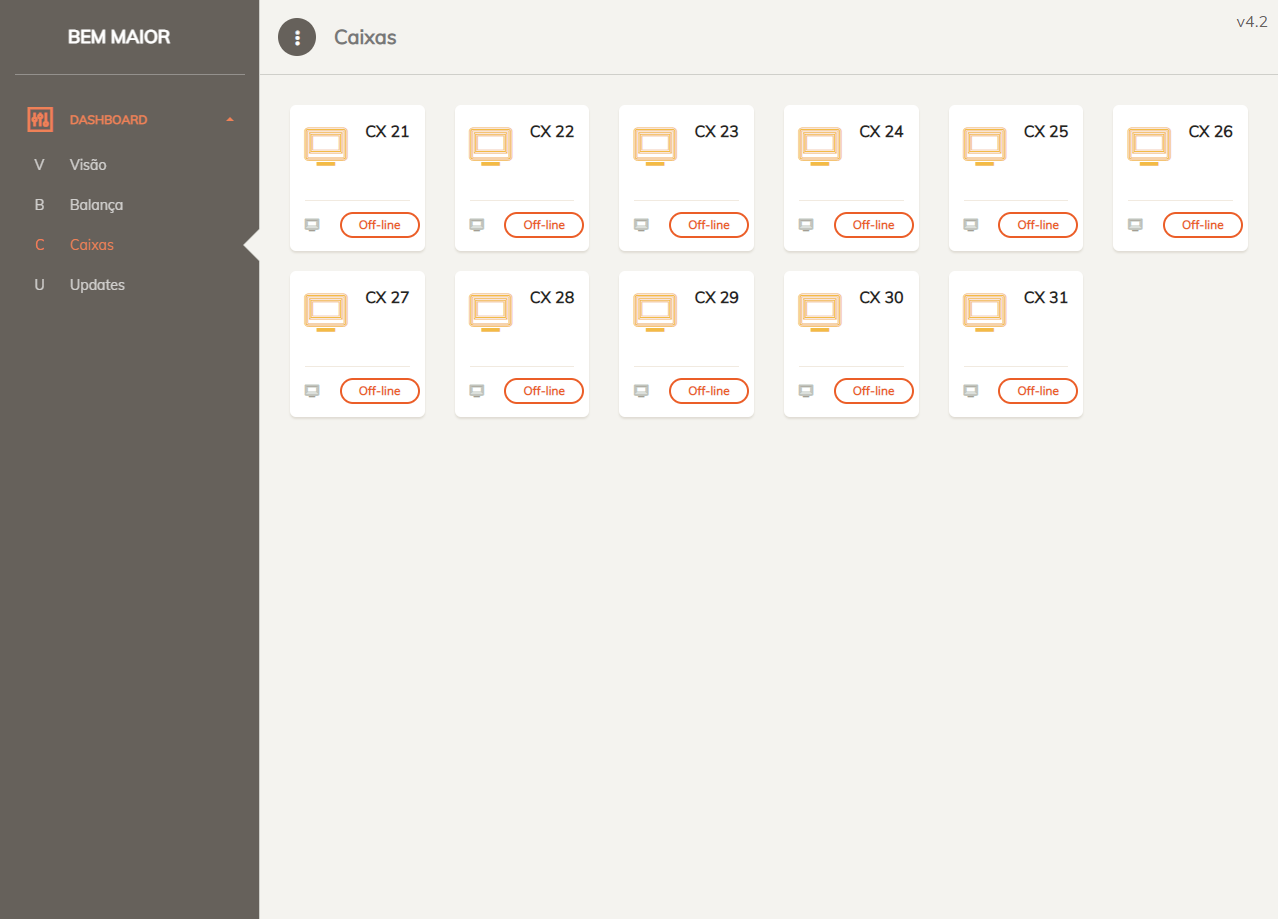 BEM MAIOR
DASHBOARD
V Visão
B Balança
C Caixas
U Updates
Caixas
v4.2
CX 21
Off-line
CX 22
Off-line
CX 23
Off-line
CX 24
Off-line
CX 25
Off-line
CX 26
Off-line
CX 27
Off-line
CX 28
Off-line
CX 29
Off-line
CX 30
Off-line
CX 31
Off-line